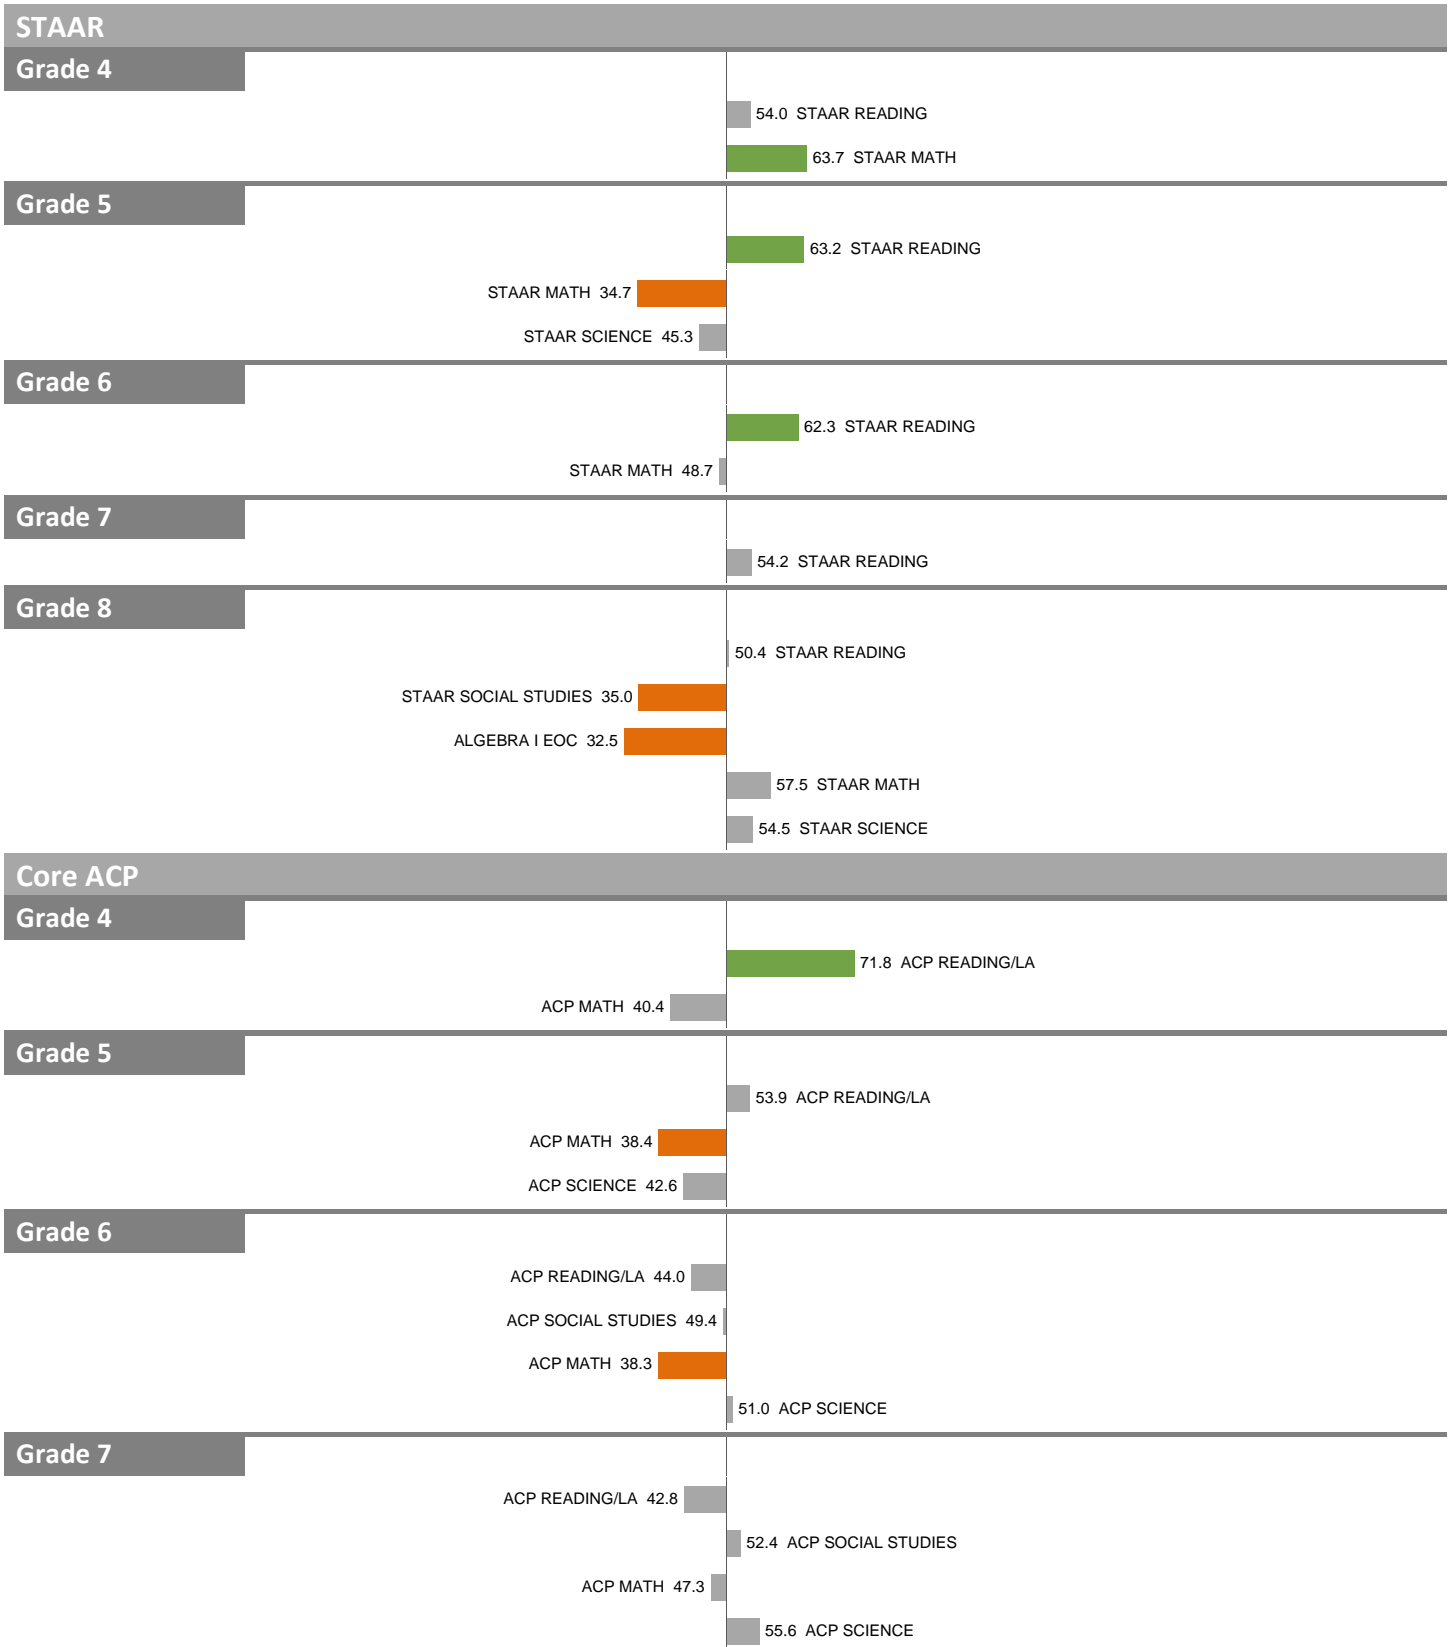 STAAR
Grade 4
54.0 STAAR READING
63.7 STAAR MATH
Grade 5
63.2 STAAR READING
STAAR MATH 34.7
STAAR SCIENCE 45.3
Grade 6
62.3 STAAR READING
STAAR MATH 48.7
Grade 7
54.2 STAAR READING
Grade 8
50.4 STAAR READING
STAAR SOCIAL STUDIES 35.0
ALGEBRA I EOC 32.5
57.5 STAAR MATH
54.5 STAAR SCIENCE
Core ACP
Grade 4
71.8 ACP READING/LA
ACP MATH 40.4
Grade 5
53.9 ACP READING/LA
ACP MATH 38.4
ACP SCIENCE 42.6
Grade 6
ACP READING/LA 44.0
ACP SOCIAL STUDIES 49.4
ACP MATH 38.3
51.0 ACP SCIENCE
Grade 7
ACP READING/LA 42.8
52.4 ACP SOCIAL STUDIES
ACP MATH 47.3
55.6 ACP SCIENCE